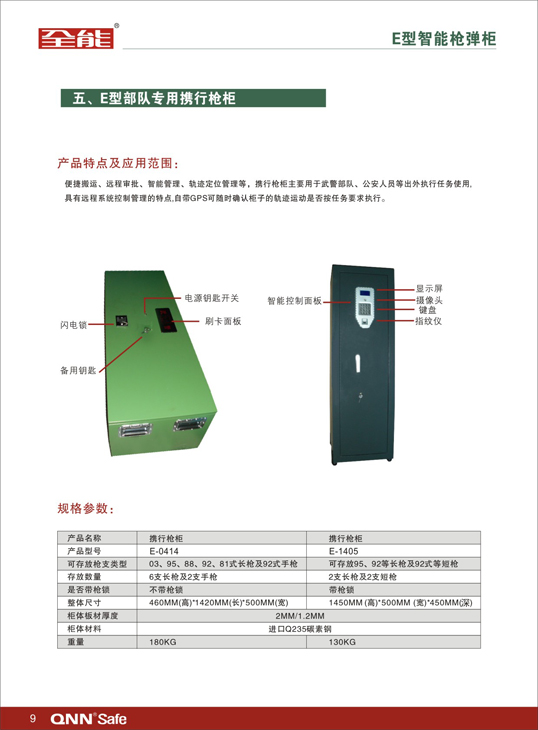 全能®
E型智能枪弹柜
五、E型部队专用携行枪柜
产品特点及应用范围：
便捷搬运、远程审批、智能管理、轨迹定位管理等，携行枪柜主要用于武警部队、公安人员等出外执行任务使用,
具有远程系统控制管理的特点,自带GPS可随时确认柜子的轨迹运动是否按任务要求执行。
电源钥匙开关
闪电锁
刷卡面板
备用钥匙
智能控制面板
显示屏
摄像头
键盘
指纹仪
规格参数：
产品名称 携行枪柜 携行枪柜
产品型号 E-0414 E-1405
可存放枪支类型 03、95、88、92、81式长枪及92式手枪 可存放95、92等长枪及92式等短枪
存放数量 6支长枪及2支手枪 2支长枪及2支短枪
是否带枪锁 不带枪锁 带枪锁
整体尺寸 460MM(高)*1420MM(长)*500MM(宽) 1450MM (高)*500MM (宽)*450MM(深)
柜体板材厚度 2MM/1.2MM
柜体材料 进口Q235碳素钢
重量 180KG 130KG
9 QNN® Safe